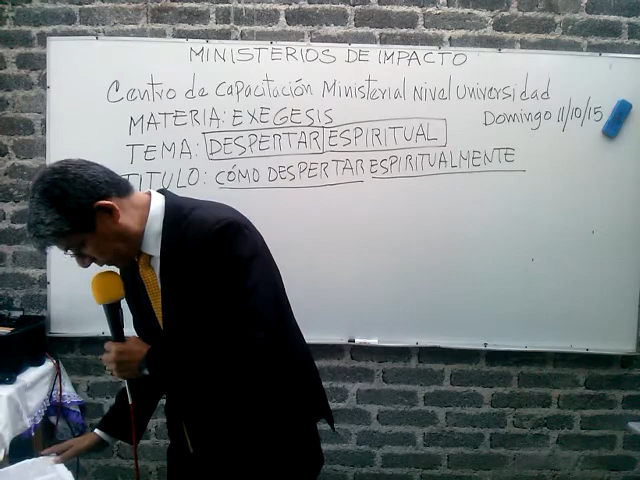 MINISTERIOS DE IMPACTO
Centro de Capacitación Ministerial Nivel Universidad
MATERIA: EXEGESIS Domingo 11/10/15
TEMA: DESPERTAR ESPIRITUAL
TITULO: CÓMO DESPERTAR ESPIRITUALMENTE